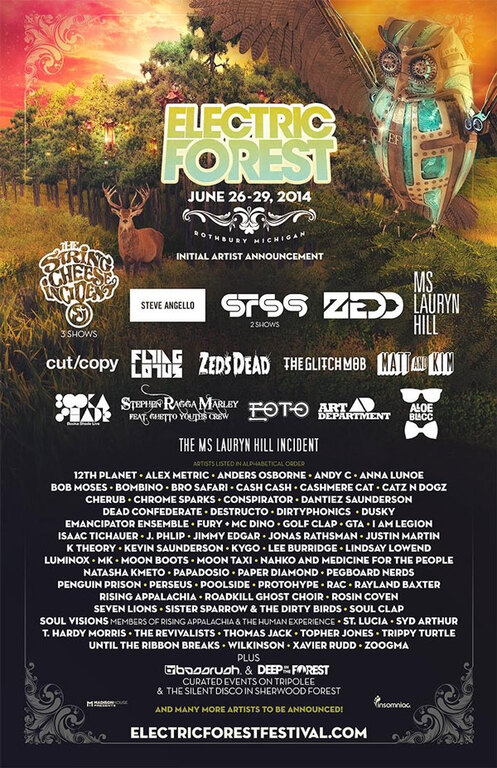 ELECTRIC
FOREST
JUNE 26-29, 2014
ROTHBURY MICHIGAN
INITIAL ARTIST ANNOUNCEMENT
THE
STRING
CHEESE
INCIDENT
3 SHOWS
STEVE ANGELLO
STS9
2 SHOWS
ZEDD
MS
LAURYN
HILL
cut/copy
FLYING
LOTUS
ZEDS DEAD
THE GLITCH MOB
MATT AND KIM
BOOKA
SHADE
Booka Shade Live
STEPHEN RAGGA MARLEY
FEAT. GHETTO YOUTHS CREW
EOTO
ART
DEPARTMENT
ALOE
BLACC
THE MS LAURYN HILL INCIDENT
ARTISTS LISTED IN ALPHABETICAL ORDER
12TH PLANET • ALEX METRIC • ANDERS OSBORNE • ANDY C • ANNA LUNOE
BOB MOSES • BOMBINO • BRO SAFARI • CASH CASH • CASHMERE CAT • CATZ N DOGZ
CHERUB • CHROME SPARKS • CONSPIRATOR • DANTIEZ SAUNDERSON
DEAD CONFEDERATE • DESTRUCTO • DIRTYPHONICS • DUSKY
EMANCIPATOR ENSEMBLE • FURY + MC DINO • GOLF CLAP • GTA • I AM LEGION
ISAAC TICHAUER • J. PHLIP • JIMMY EDGAR • JONAS RATHSMAN • JUSTIN MARTIN
K THEORY • KEVIN SAUNDERSON • KYGO • LEE BURRIDGE • LINDSAY LOWEND
LUMINOX • MK • MOON BOOTS • MOON TAXI • NAHKO AND MEDICINE FOR THE PEOPLE
NATASHA KMETO • PAPADOSIO • PAPER DIAMOND • PEGBOARD NERDS
PENGUIN PRISON • PERSEUS • POOLSIDE • PROTOHYPE • RAC • RAYLAND BAXTER
RISING APPALACHIA • ROADKILL GHOST CHOIR • ROSIN COVEN
SEVEN LIONS • SISTER SPARROW & THE DIRTY BIRDS • SOUL CLAP
SOUL VISIONS MEMBERS OF RISING APPALACHIA & THE HUMAN EXPERIENCE • ST. LUCIA • SYD ARTHUR
T. HARDY MORRIS • THE REVIVALISTS • THOMAS JACK • TOPHER JONES • TRIPPY TURTLE
UNTIL THE RIBBON BREAKS • WILKINSON • XAVIER RUDD • ZOOGMA
PLUS
bassrush. & DEEP IN THE FOREST
CURATED EVENTS ON TRIPOLEE
& THE SILENT DISCO IN SHERWOOD FOREST
MADISON HOUSE
PRESENTS
AND MANY MORE ARTISTS TO BE ANNOUNCED!
insomniac
ELECTRICFORESTFESTIVAL.COM